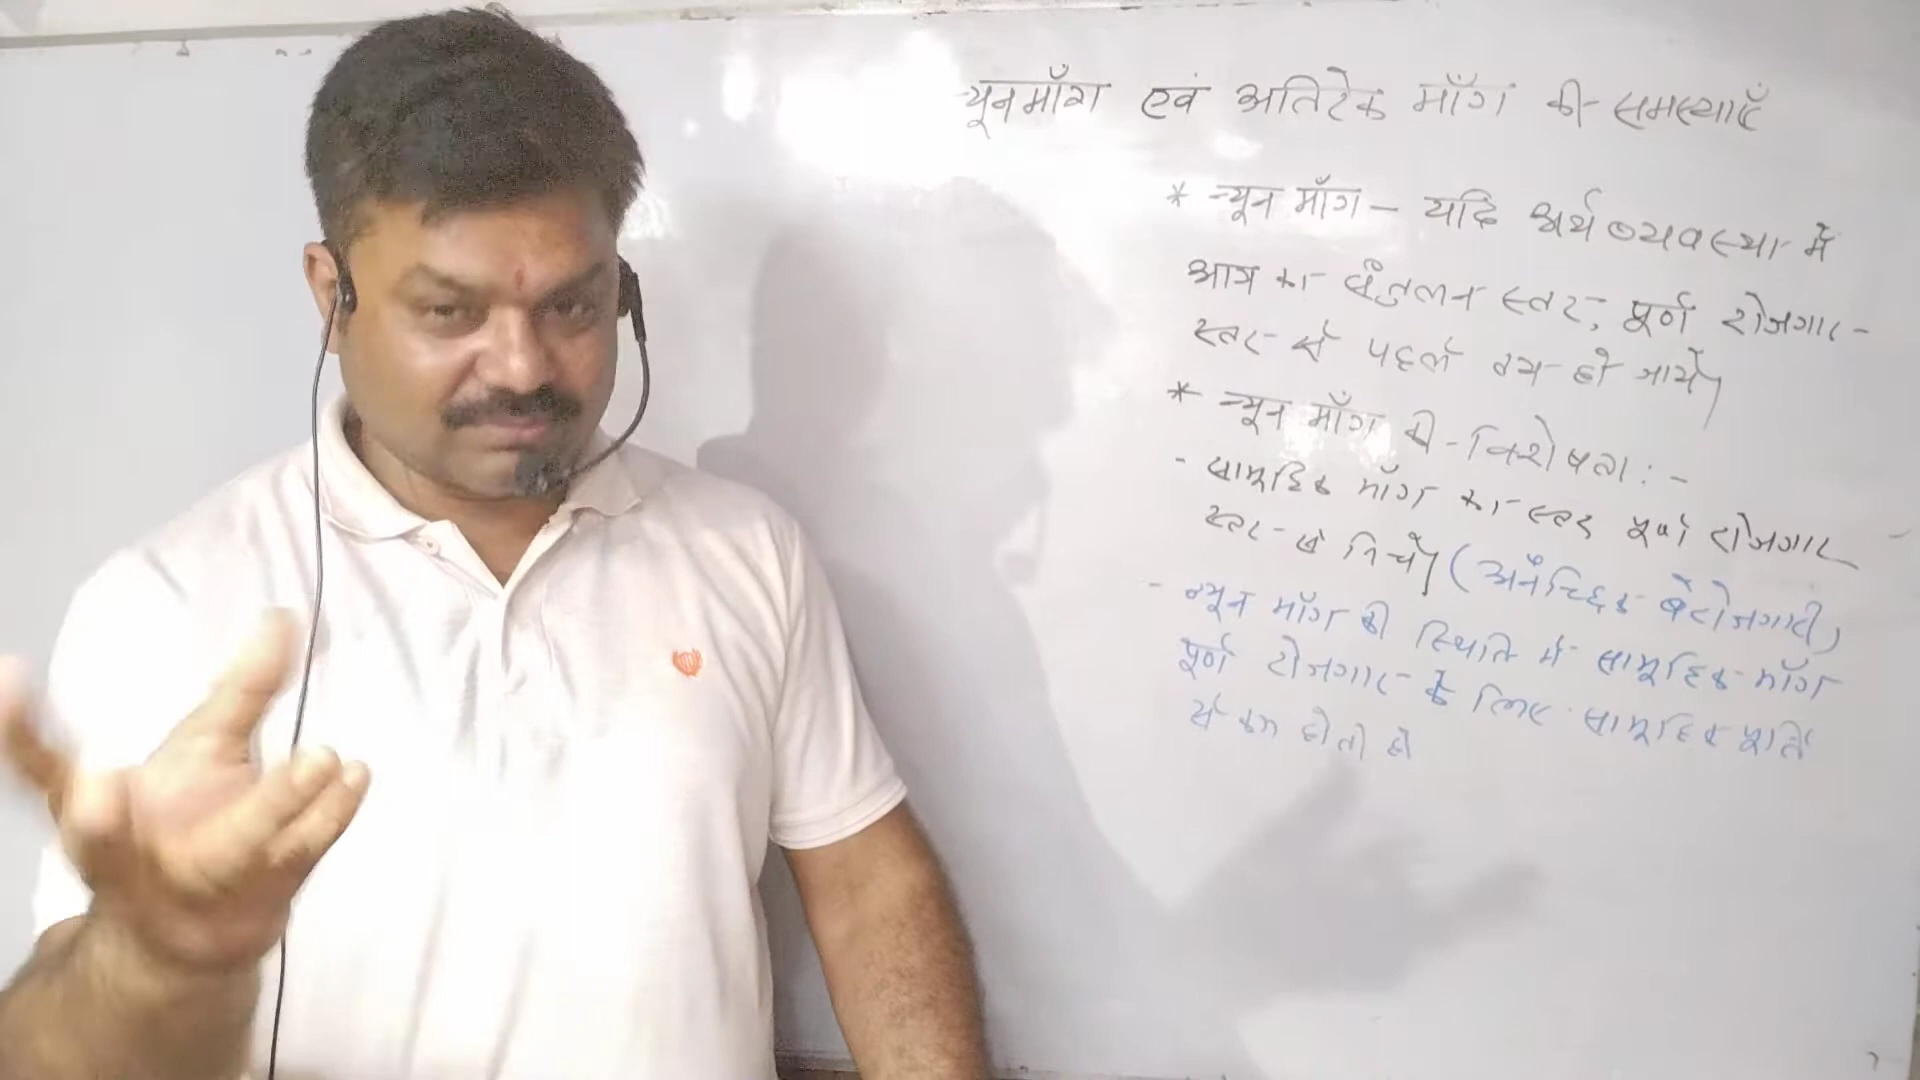 न्यूनमाँग एवं अतिरेक माँग की समस्याएँ
* न्यून माँग - यदि अर्थव्यवस्था में
आय का संतुलन स्तर, पूर्ण रोजगार
स्तर से पहले तय हो जाये।
* न्यून माँग की विशेषता :-
- सामूहिक माँग का स्तर पूर्ण रोजगार
स्तर से निचे। (अनैच्छिक बेरोजगारी)
- न्यून माँग की स्थिति में सामूहिक माँग
पूर्ण रोजगार के लिए सामूहिक पूर्ति
से कम होती है